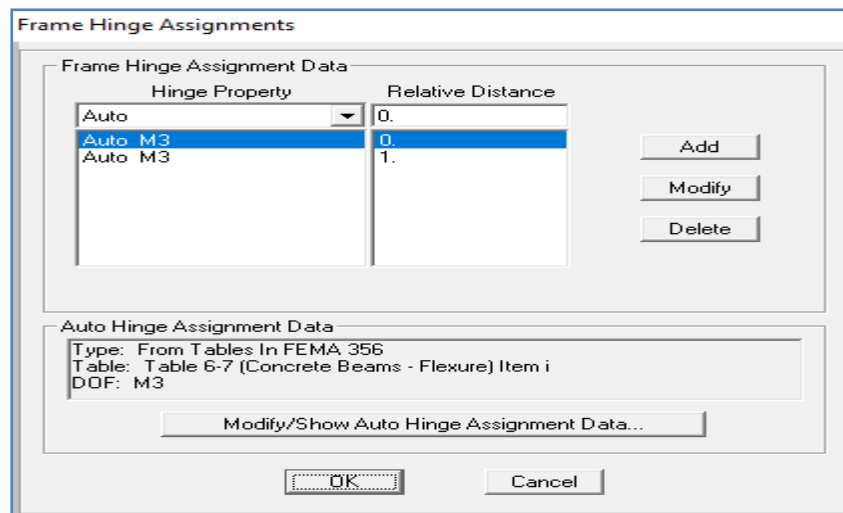 Frame Hinge Assignments
Frame Hinge Assignment Data
Hinge Property Relative Distance
Auto 0.
Auto M3 0.
Auto M3 1.
Add
Modify
Delete
Auto Hinge Assignment Data
Type: From Tables In FEMA 356
Table: Table 6-7 (Concrete Beams - Flexure) Item i
DOF: M3
Modify/Show Auto Hinge Assignment Data...
OK Cancel